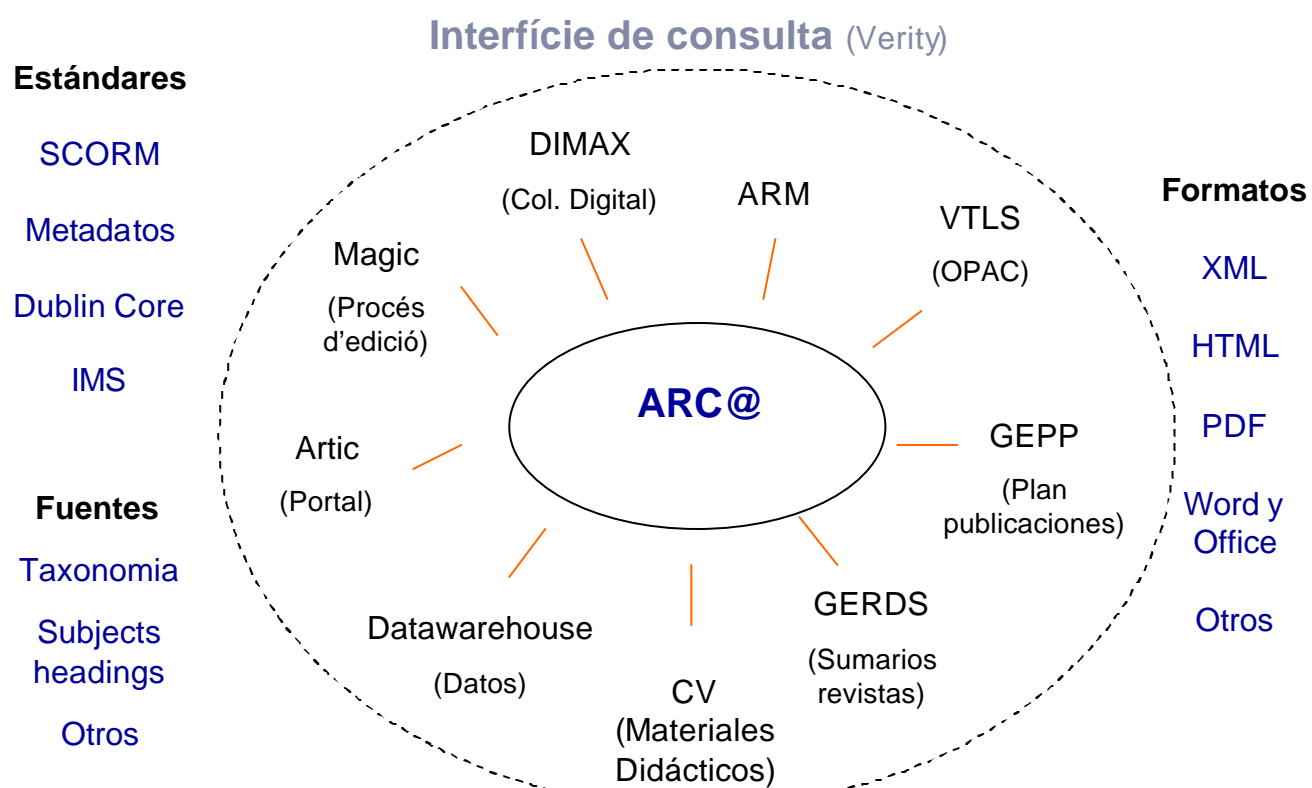 Interfície de consulta (Verity)
Estándares
SCORM
Metadatos
Dublin Core
IMS
Fuentes
Taxonomia
Subjects
headings
Otros
DIMAX
(Col. Digital)
ARM
VTLS
(OPAC)
Magic
(Procés
d'edició)
ARC@
Artic
(Portal)
GEPP
(Plan
publicaciones)
Datawarehouse
(Datos)
CV
(Materiales
Didácticos)
GERDS
(Sumarios
revistas)
Formatos
XML
HTML
PDF
Word y
Office
Otros